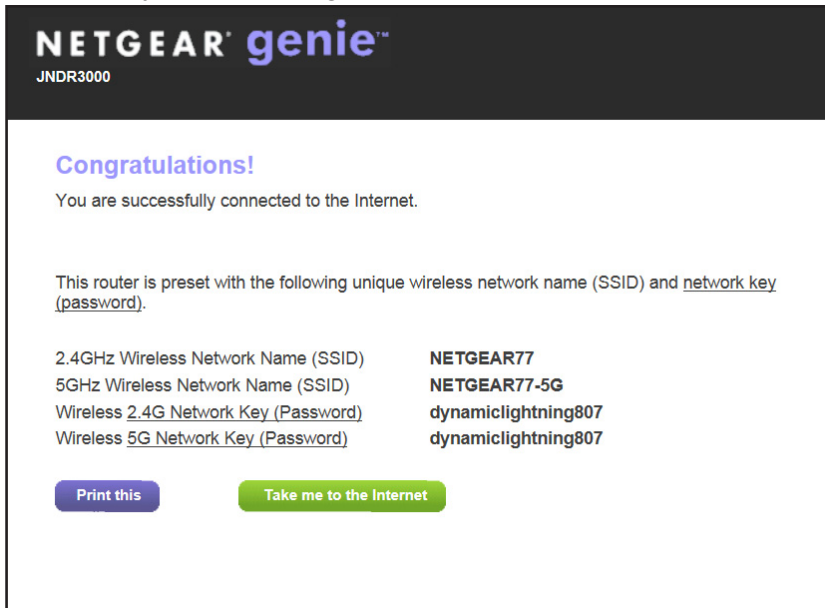 NETGEAR® genie™
JNDR3000
Congratulations!
You are successfully connected to the Internet.
This router is preset with the following unique wireless network name (SSID) and network key
(password).
2.4GHz Wireless Network Name (SSID) NETGEAR77
5GHz Wireless Network Name (SSID) NETGEAR77-5G
Wireless 2.4G Network Key (Password) dynamiclightning807
Wireless 5G Network Key (Password) dynamiclightning807
Print this Take me to the Internet